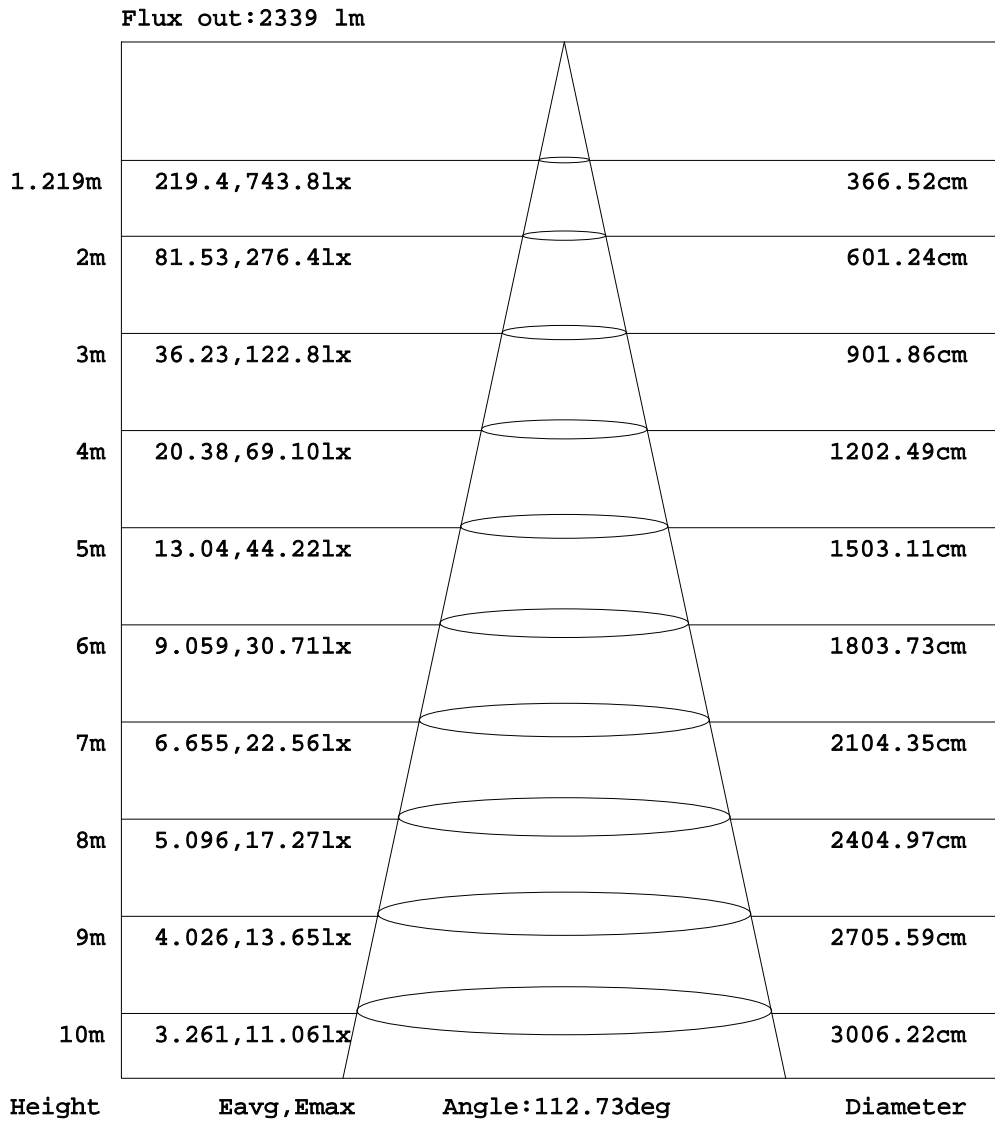 Flux out:2339 lm
1.219m 219.4,743.8lx 366.52cm
2m 81.53,276.4lx 601.24cm
3m 36.23,122.8lx 901.86cm
4m 20.38,69.10lx 1202.49cm
5m 13.04,44.22lx 1503.11cm
6m 9.059,30.71lx 1803.73cm
7m 6.655,22.56lx 2104.35cm
8m 5.096,17.27lx 2404.97cm
9m 4.026,13.65lx 2705.59cm
10m 3.261,11.06lx 3006.22cm
Height Eavg,Emax Angle:112.73deg Diameter